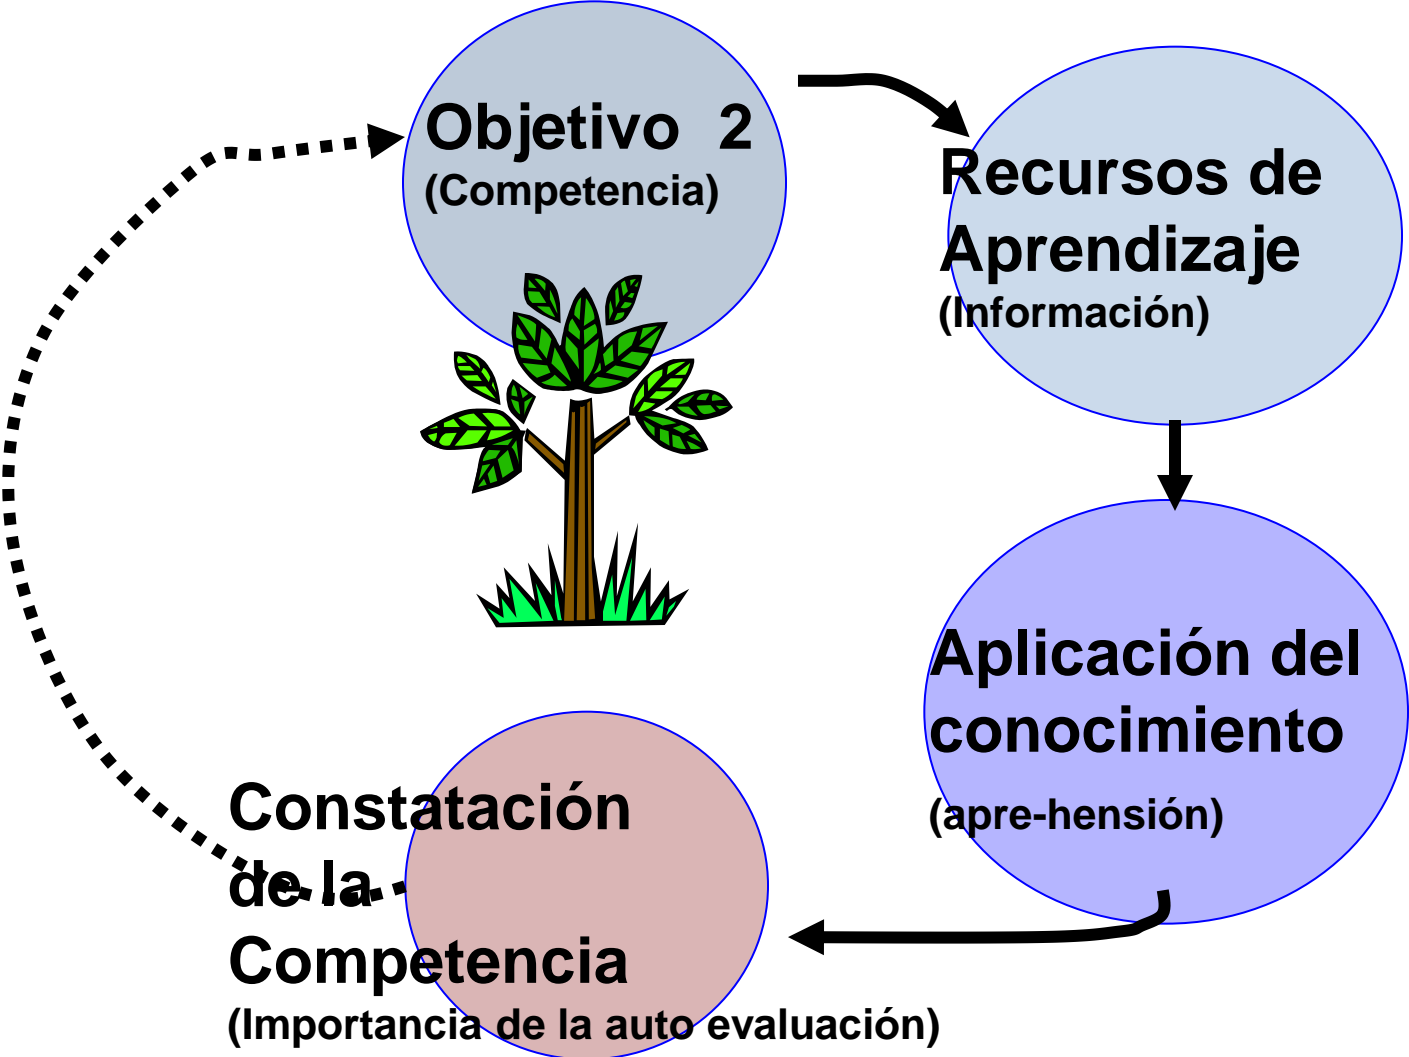 Objetivo 2
(Competencia)
Recursos de
Aprendizaje
(Información)
Aplicación del
conocimiento
(apre-hensión)
Constatación
de la
Competencia
(Importancia de la auto evaluación)